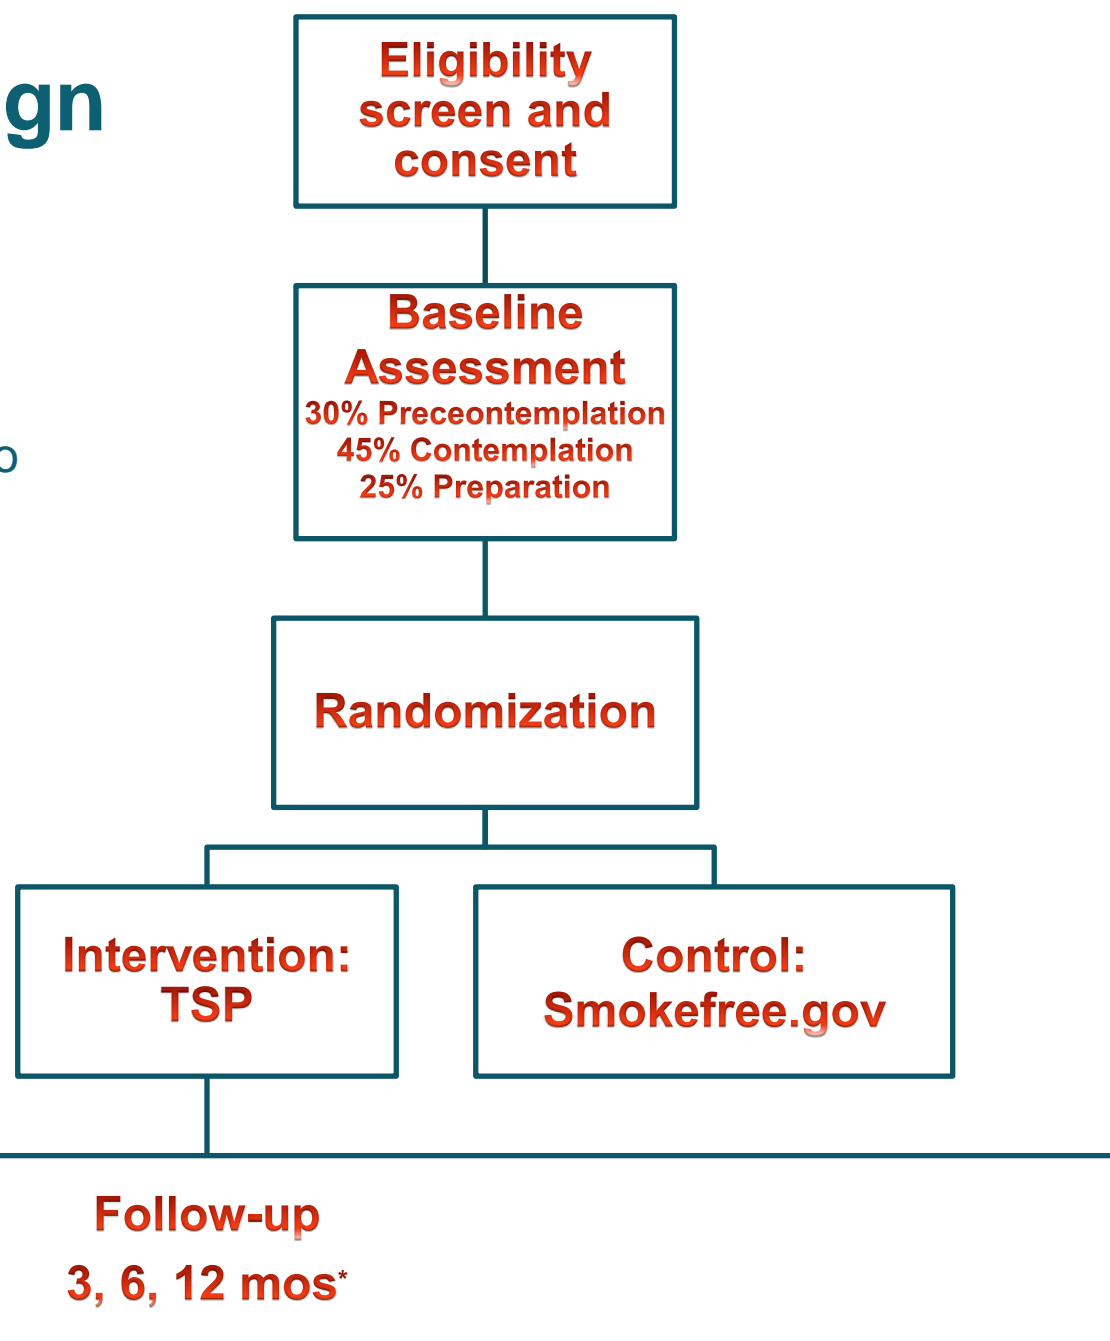 ign
Eligibility
screen and
consent
Baseline
Assessment
30% Preceontemplation
45% Contemplation
25% Preparation
Randomization
Intervention:
TSP
Control:
Smokefree.gov
Follow-up
3, 6, 12 mos*